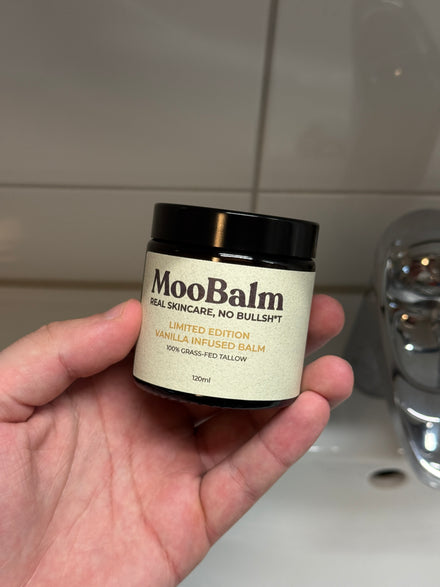 MooBalm
REAL SKINCARE, NO BULLSH*T
LIMITED EDITION
VANILLA INFUSED BALM
100% GRASS-FED TALLOW
120ml